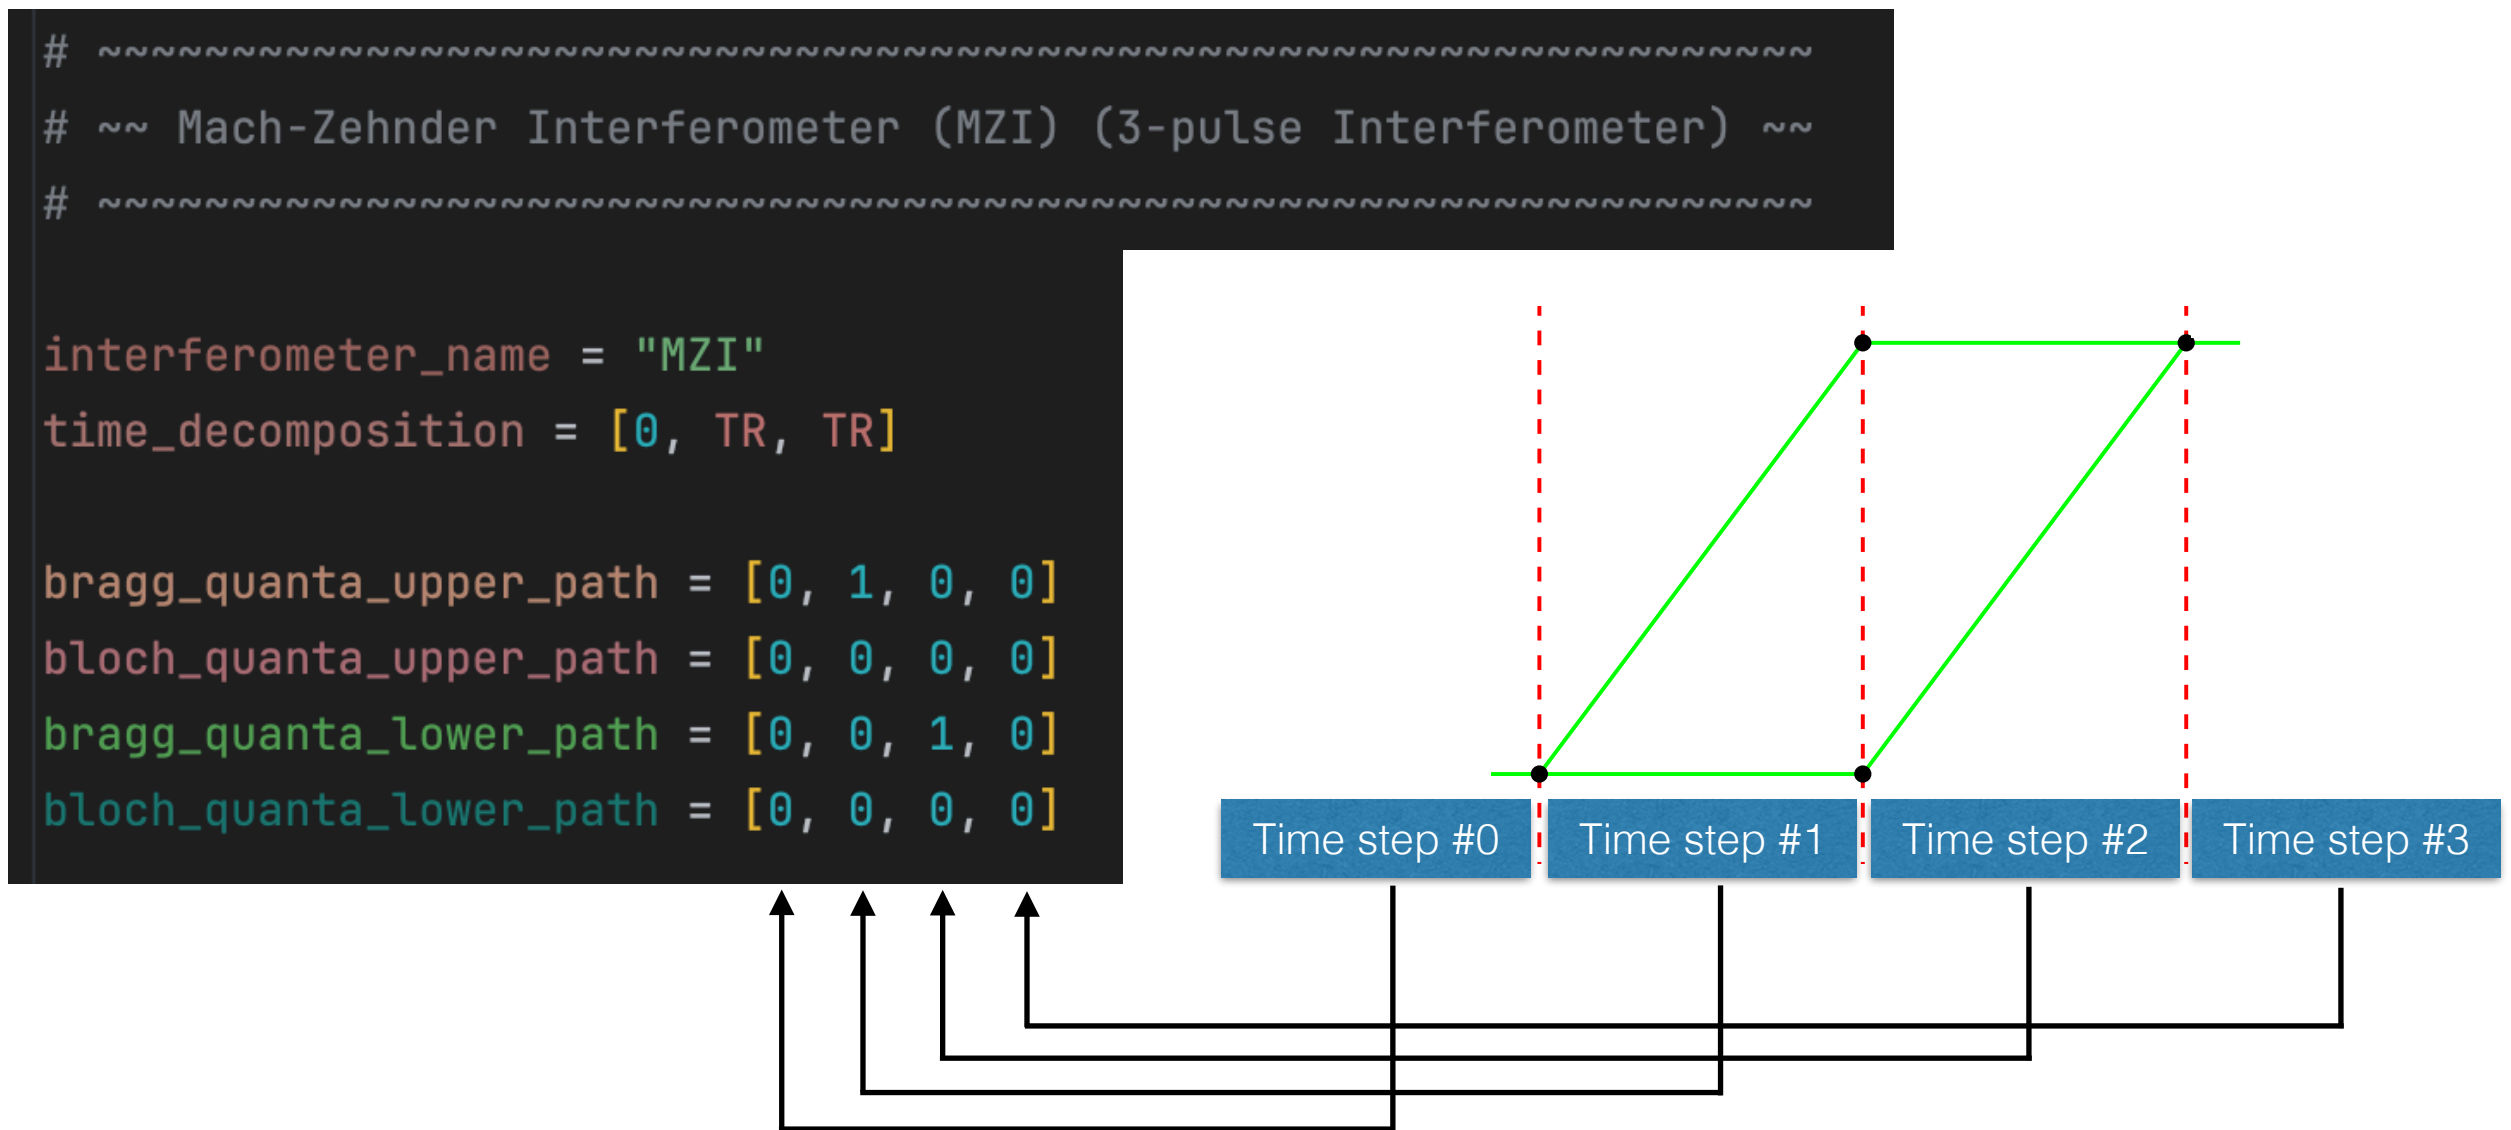 # ~~~~~~~~~~~~~~~~~~~~~~~~~~~~~~~~~~~~~~~~~~~~~~~~~~~~~~~~~~~~~~~~
# ~~ Mach-Zehnder Interferometer (MZI) (3-pulse Interferometer) ~~
# ~~~~~~~~~~~~~~~~~~~~~~~~~~~~~~~~~~~~~~~~~~~~~~~~~~~~~~~~~~~~~~~~
interferometer_name = "MZI"
time_decomposition = [0, TR, TR]
bragg_quanta_upper_path = [0, 1, 0, 0]
bloch_quanta_upper_path = [0, 0, 0, 0]
bragg_quanta_lower_path = [0, 0, 1, 0]
bloch_quanta_lower_path = [0, 0, 0, 0]
Time step #0
Time step #1
Time step #2
Time step #3